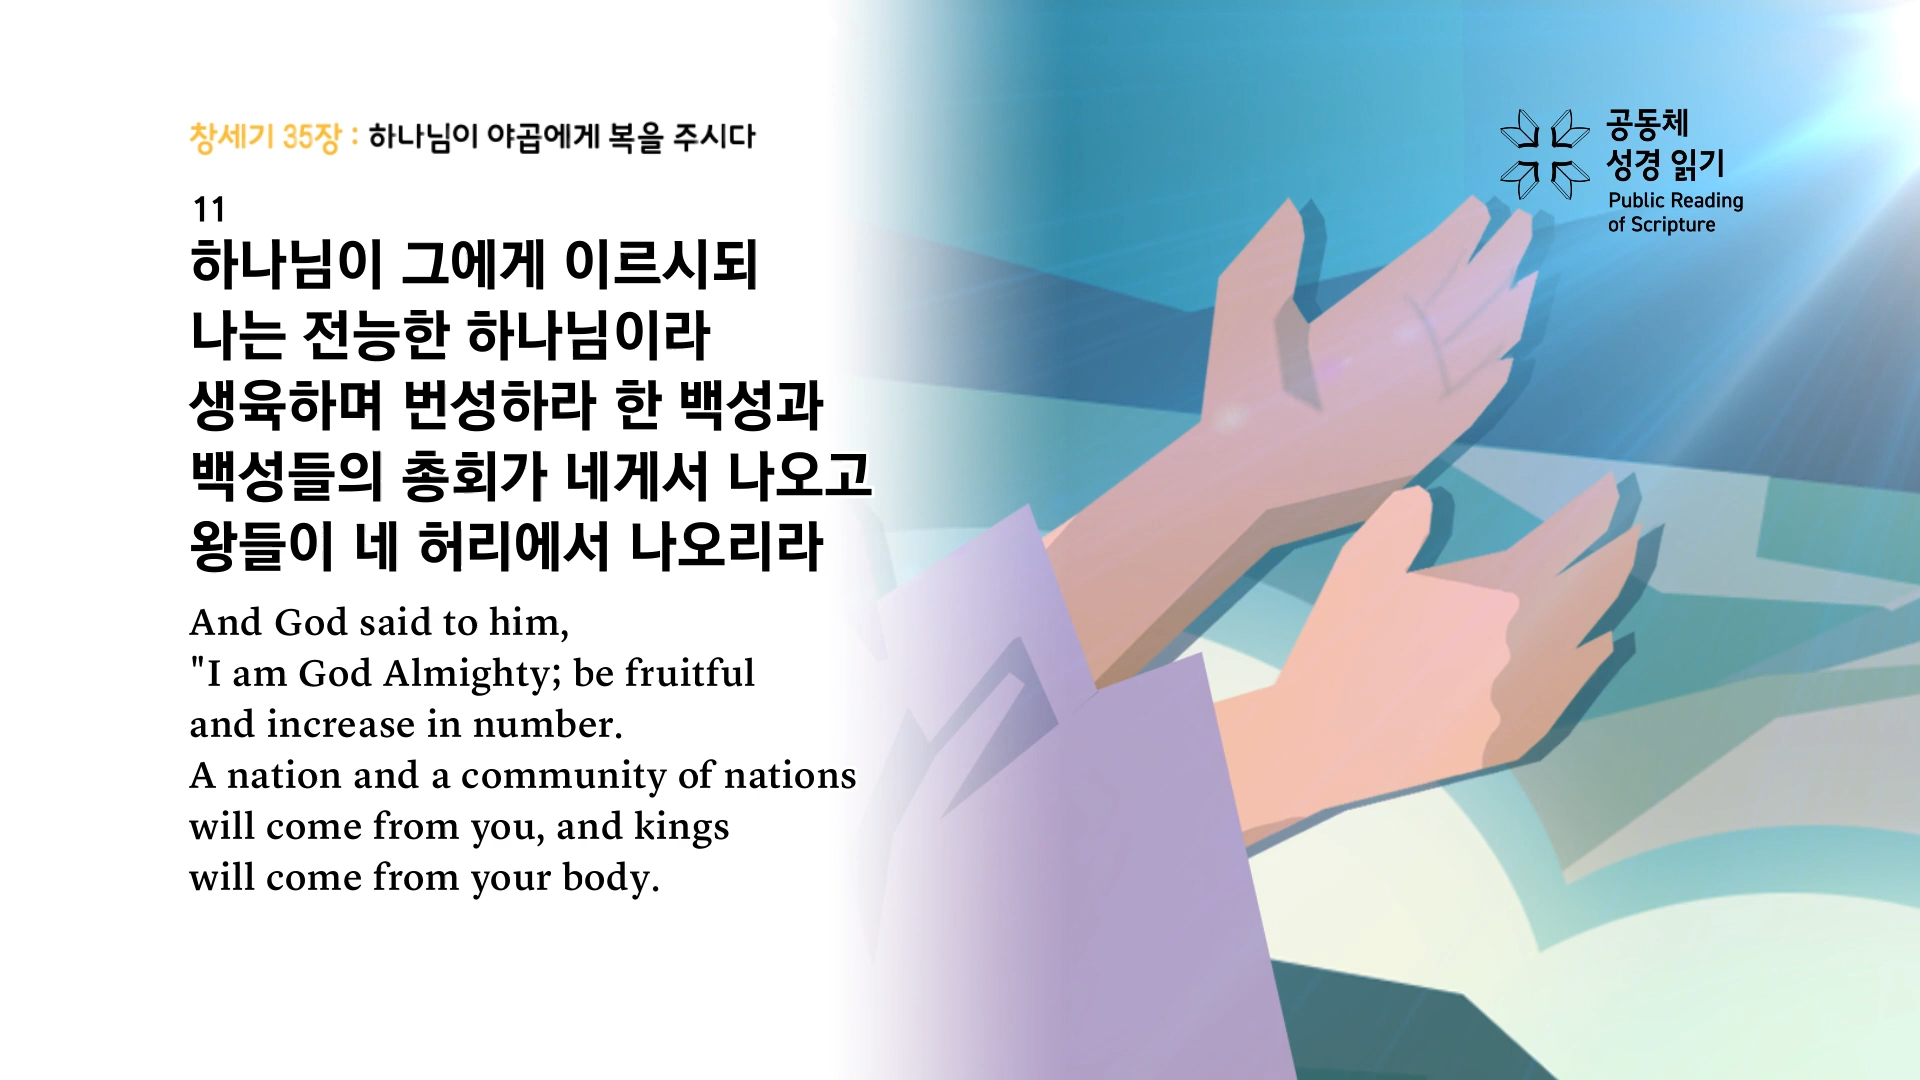 창세기 35장 : 하나님이 야곱에게 복을 주시다
공동체
성경 읽기
Public Reading
of Scripture
11
하나님이 그에게 이르시되
나는 전능한 하나님이라
생육하며 번성하라 한 백성과
백성들의 총회가 네게서 나오고
왕들이 네 허리에서 나오리라
And God said to him,
"I am God Almighty; be fruitful
and increase in number.
A nation and a community of nations
will come from you, and kings
will come from your body.